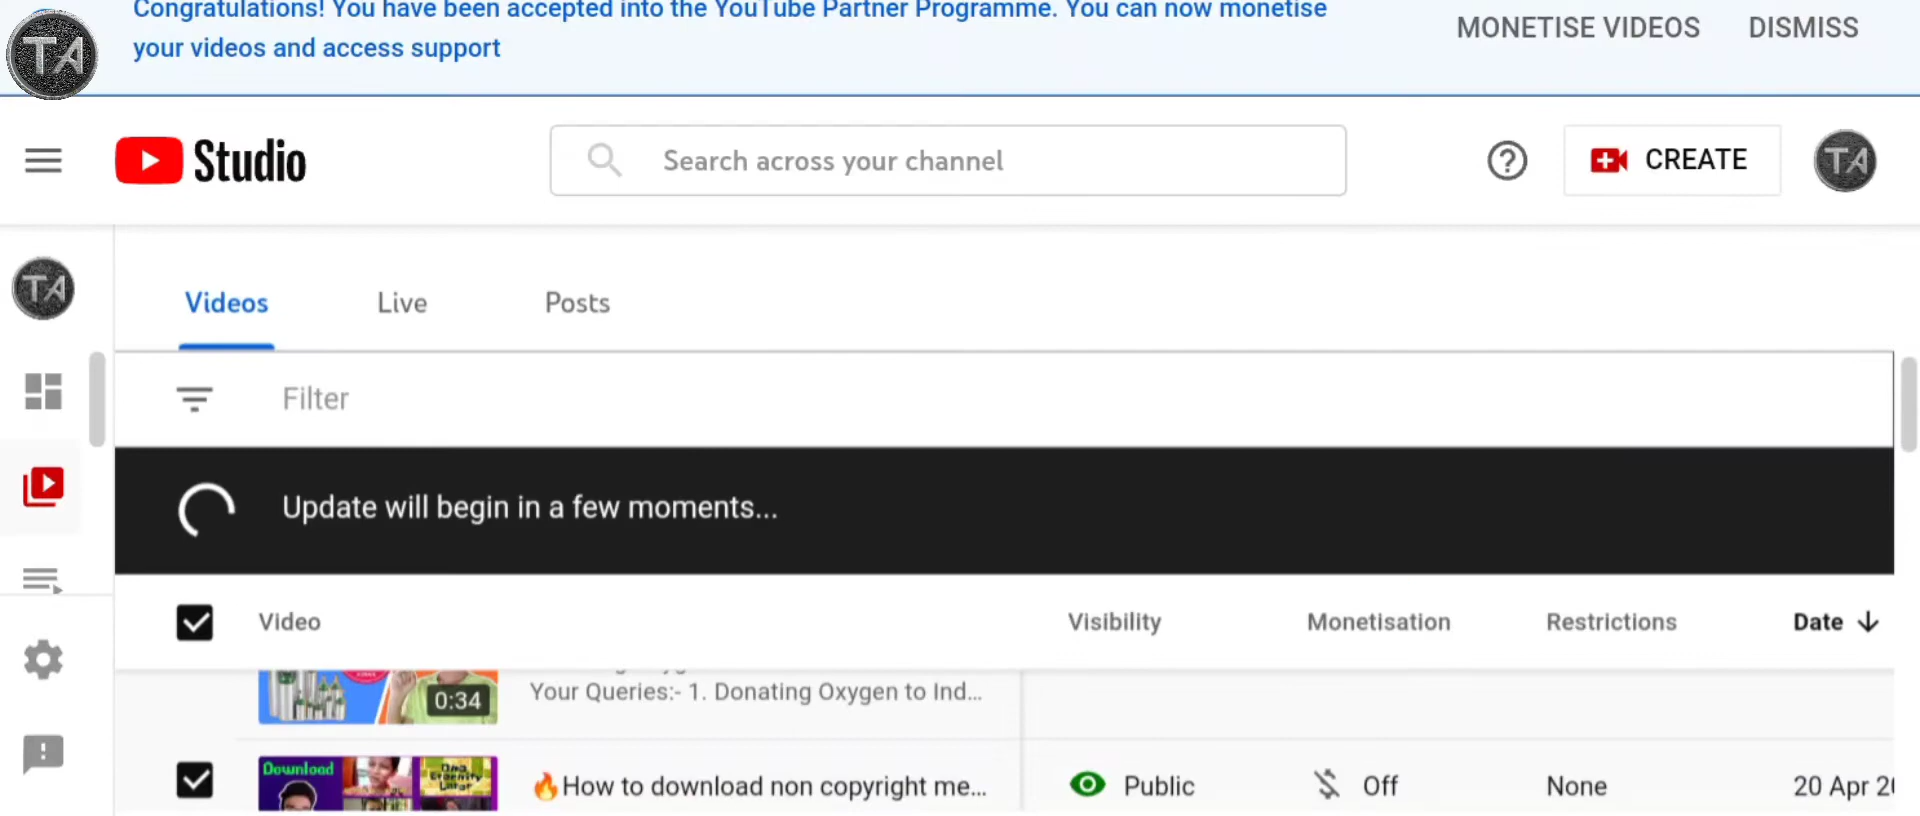 Congratulations! You have been accepted into the YouTube Partner Programme. You can now monetise
your videos and access support
MONETISE VIDEOS DISMISS
TA
Studio
Search across your channel
CREATE
TA
TA
Videos Live Posts
Filter
Update will begin in a few moments...
Video Visibility Monetisation Restrictions Date
0:34
Your Queries:- 1. Donating Oxygen to Ind...
Download
🔥How to download non copyright me... Public Off None 20 Apr